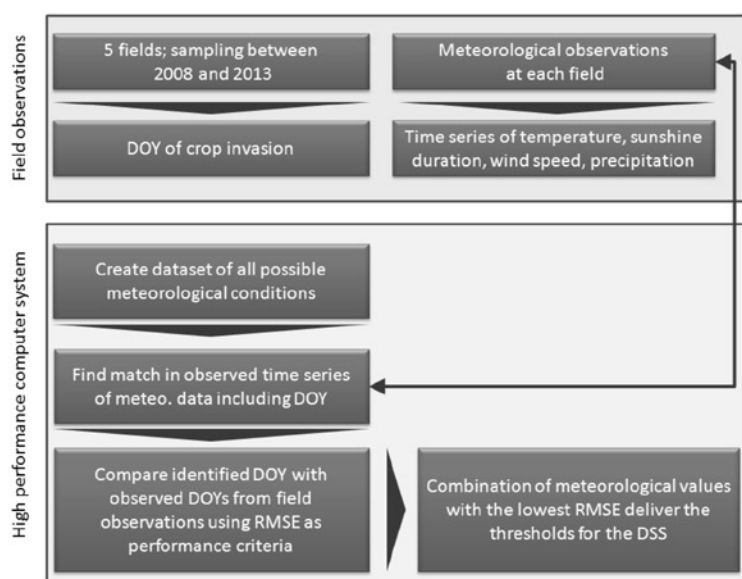 Field observations
5 fields; sampling between
2008 and 2013
DOY of crop invasion
Meteorological observations
at each field
Time series of temperature, sunshine
duration, wind speed, precipitation
High performance computer system
Create dataset of all possible
meteorological conditions
Find match in observed time series
of meteo. data including DOY
Compare identified DOY with
observed DOYs from field
observations using RMSE as
performance criteria
Combination of meteorological values
with the lowest RMSE deliver the
thresholds for the DSS